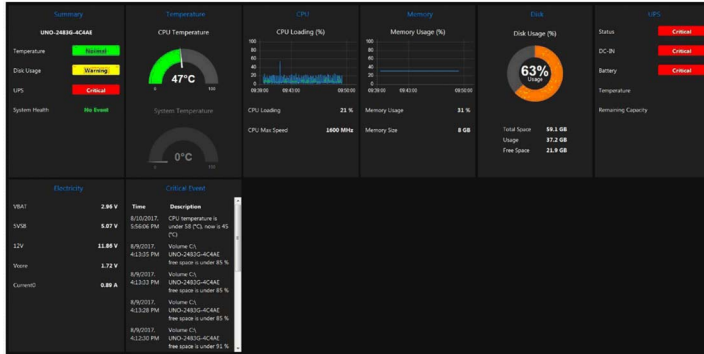 Summary
UNO-2483G-4C4AE
Temperature Normal
Disk Usage Warning
UPS Critical
System Health No Event
Temperature
CPU Temperature
47°C
0 100
System Temperature
0°C
0 100
CPU
CPU Loading (%)
100
80
60
40
20
0
09:38:00 09:43:00 09:50:00
CPU Loading 21 %
CPU Max Speed 1600 MHz
Memory
Memory Usage (%)
100
80
60
40
20
0
09:38:00 09:43:00 09:50:00
Memory Usage 31 %
Memory Size 8 GB
Disk
Disk Usage (%)
63%
Usage
Total Space 59.1 GB
Usage 37.2 GB
Free Space 21.9 GB
UPS
Status Critical
DC-IN Critical
Battery Critical
Temperature
Remaining Capacity
Electricity
VBAT 2.96 V
5VSB 5.07 V
12V 11.86 V
Vcore 1.72 V
Current0 0.89 A
Critical Event
Time Description
8/10/2017, CPU temperature is
5:56:06 PM under 58 (°C), now is 45
(°C)
8/9/2017, Volume C:\
4:13:35 PM UNO-2483G-4C4AE
free space is under 85 %
8/9/2017, Volume C:\
4:13:33 PM UNO-2483G-4C4AE
free space is under 85 %
8/9/2017, Volume C:\
4:13:28 PM UNO-2483G-4C4AE
free space is under 85 %
8/9/2017, Volume C:\
4:12:30 PM UNO-2483G-4C4AE
free space is under 91 %